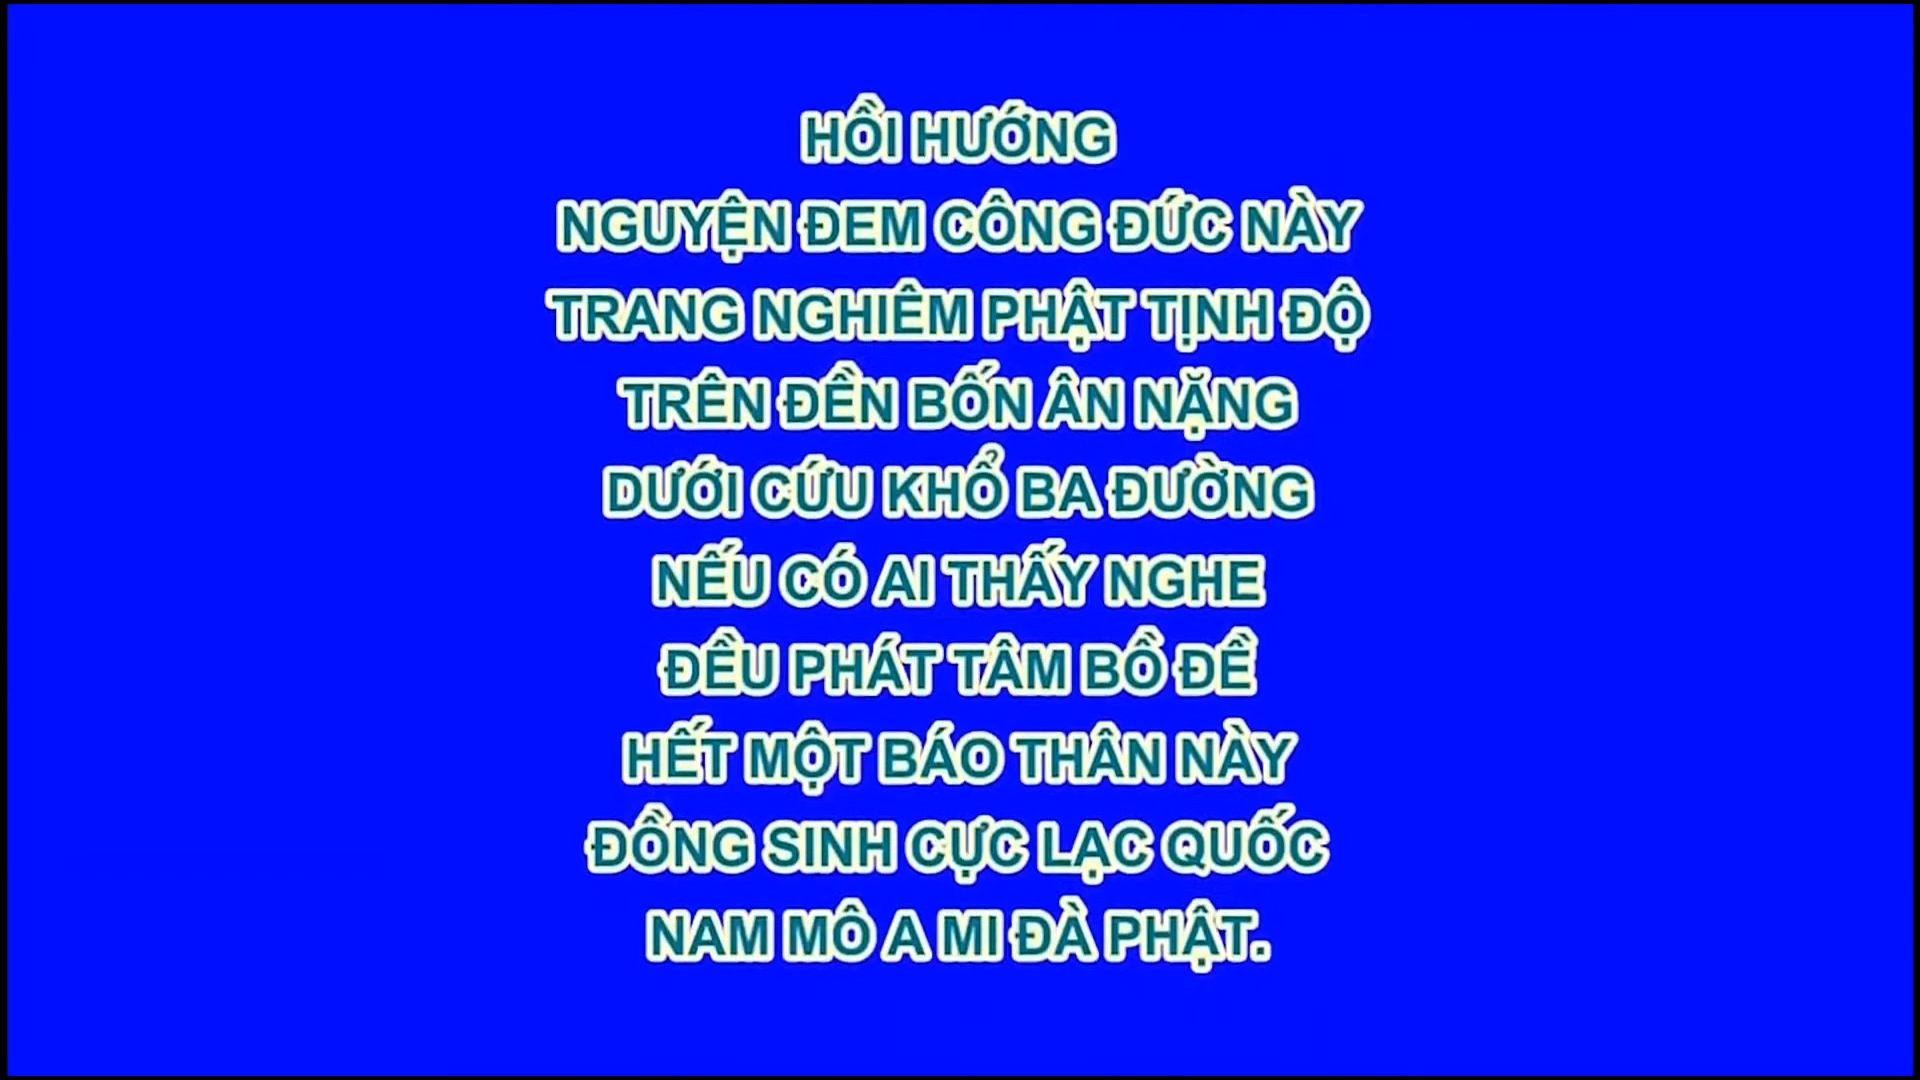 HỒI HƯỚNG
NGUYỆN ĐEM CÔNG ĐỨC NÀY
TRANG NGHIÊM PHẬT TỊNH ĐỘ
TRÊN ĐỀN BỐN ÂN NẶNG
DƯỚI CỨU KHỔ BA ĐƯỜNG
NẾU CÓ AI THẤY NGHE
ĐỀU PHÁT TÂM BỒ ĐỀ
HẾT MỘT BÁO THÂN NÀY
ĐỒNG SINH CỰC LẠC QUỐC
NAM MÔ A MI ĐÀ PHẬT.